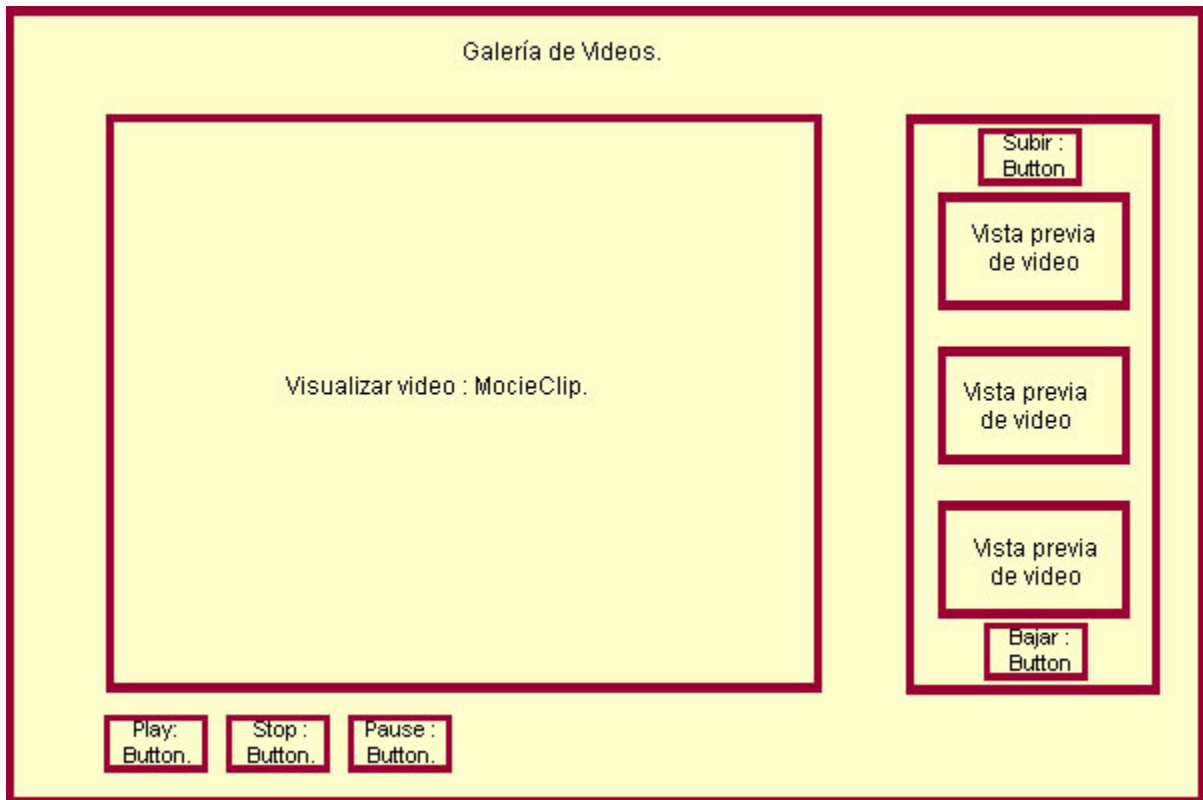 Galería de Videos.
Visualizar video : MocieClip.
Subir :
Button
Vista previa
de video
Vista previa
de video
Vista previa
de video
Bajar :
Button
Play:
Button.
Stop :
Button.
Pause :
Button.